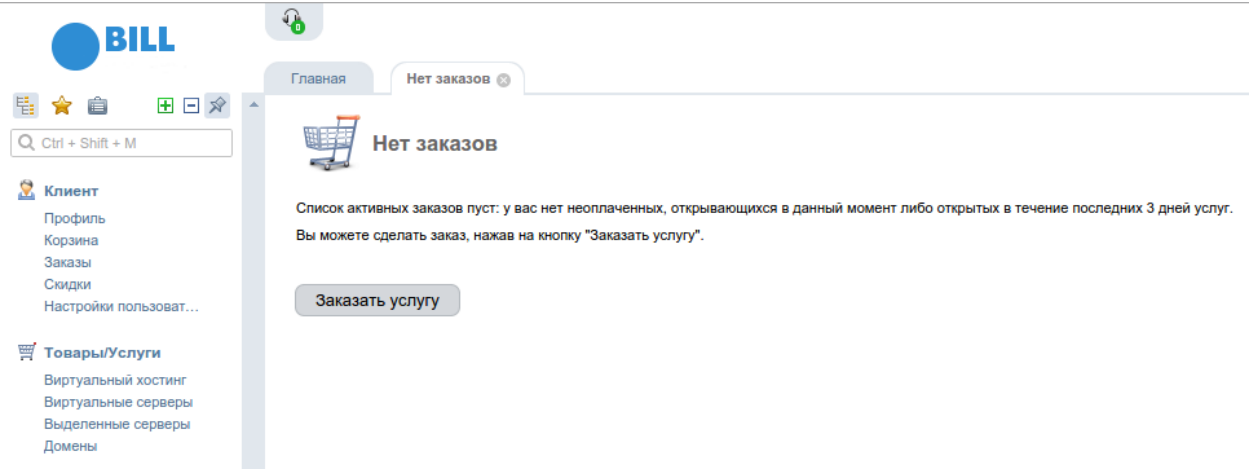 BILL
Ctrl + Shift + M
Клиент
Профиль
Корзина
Заказы
Скидки
Настройки пользоват...
Товары/Услуги
Виртуальный хостинг
Виртуальные серверы
Выделенные серверы
Домены
0
Главная
Нет заказов
Нет заказов
Список активных заказов пуст: у вас нет неоплаченных, открывающихся в данный момент либо открытых в течение последних 3 дней услуг.
Вы можете сделать заказ, нажав на кнопку "Заказать услугу".
Заказать услугу